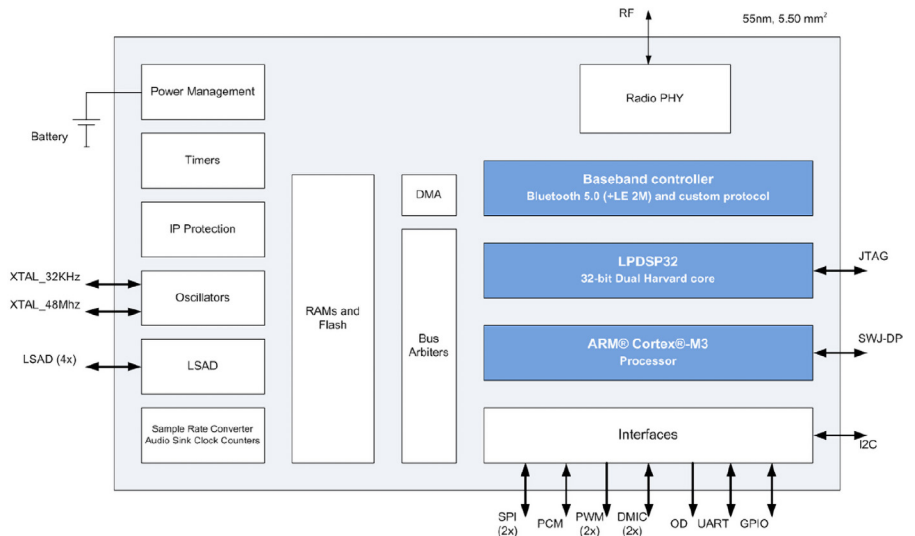 RF
55nm, 5.50 mm²
Power Management
Radio PHY
Battery
Timers
Baseband controller
Bluetooth 5.0 (+LE 2M) and custom protocol
DMA
IP Protection
LPDSP32
32-bit Dual Harvard core
JTAG
XTAL_32KHz
XTAL_48Mhz
Oscillators
RAMs and
Flash
Bus
Arbiters
ARM® Cortex®-M3
Processor
SWJ-DP
LSAD (4x)
LSAD
Sample Rate Converter
Audio Sink Clock Counters
Interfaces
I2C
SPI
(2x)
PCM
PWM
(2x)
DMIC
(2x)
OD
UART
GPIO